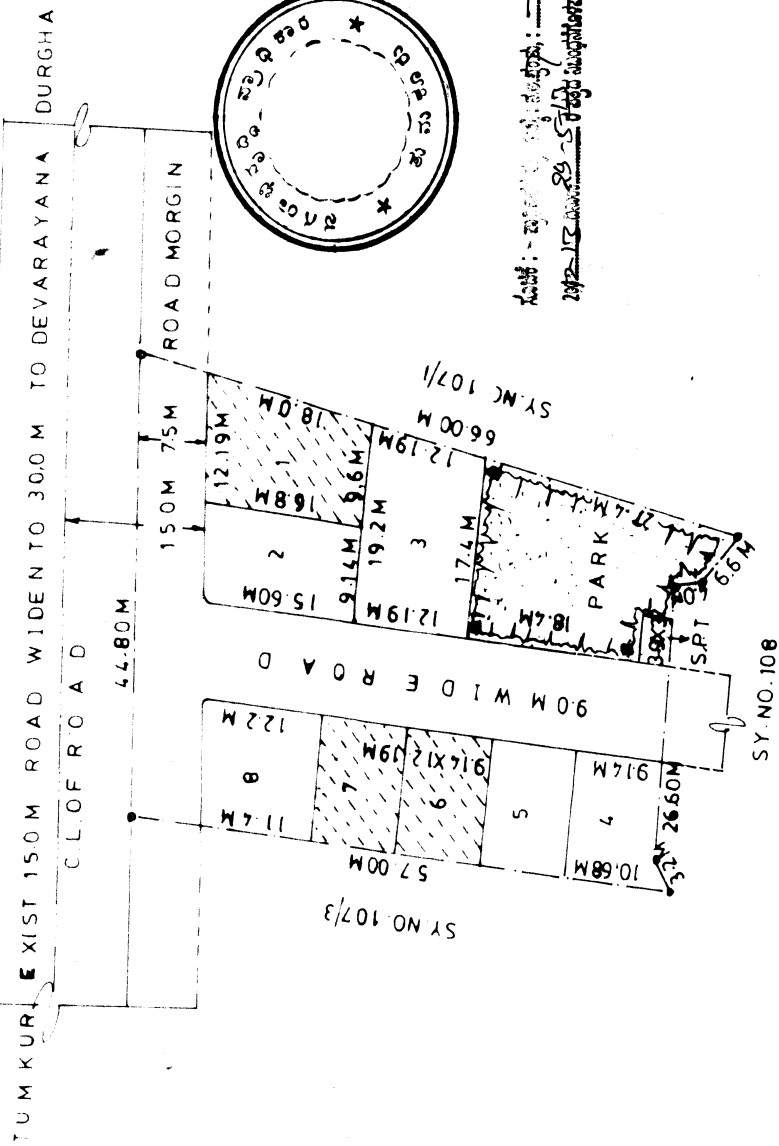 TUMKUR EXIST 15.0 M ROAD WIDEN TO 30.0 M TO DEVARAYANA DURGHA
C L OF ROAD
44.80M
ROAD MORGIN
15.0M 7.5M
12.19M
18.0M
1
16.8M
9.6M
2
15.60M
9.14M
19.2M
12.19M
3
12.19M
17.4M
66.00 M
SY.NO 107/1
PARK
18.4M
27.4M
6.6M
S.P.T
9.0M WIDE ROAD
12.2M
8
11.4M
7
9.14X12.19M
6
5
9.14M
4
10.68M
57.00M
3.2M
26.60M
SY.NO.107/3
SY.NO.108